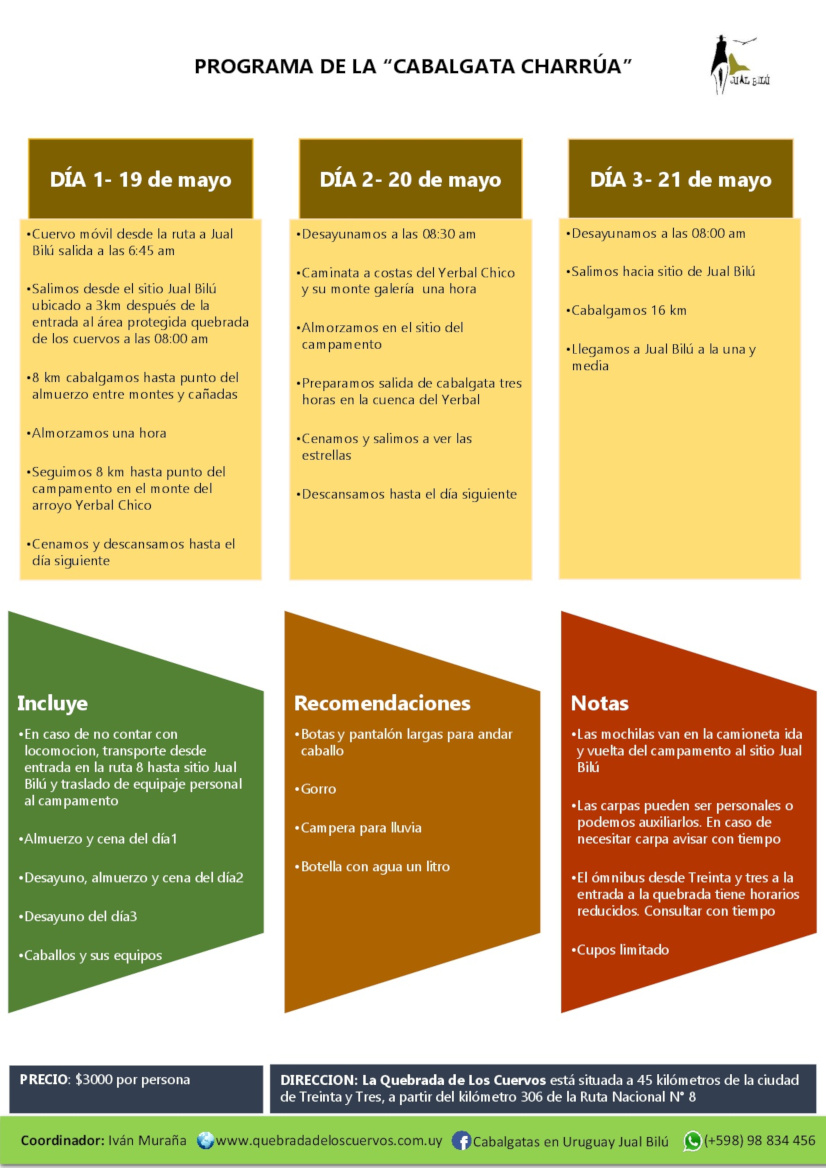 PROGRAMA DE LA “CABALGATA CHARRÚA”
JUAL BILÚ
DÍA 1- 19 de mayo
•Cuervo móvil desde la ruta a Jual
Bilú salida a las 6:45 am
•Salimos desde el sitio Jual Bilú
ubicado a 3km después de la
entrada al área protegida quebrada
de los cuervos a las 08:00 am
•8 km cabalgamos hasta punto del
almuerzo entre montes y cañadas
•Almorzamos una hora
•Seguimos 8 km hasta punto del
campamento en el monte del
arroyo Yerbal Chico
•Cenamos y descansamos hasta el
día siguiente
DÍA 2- 20 de mayo
•Desayunamos a las 08:30 am
•Caminata a costas del Yerbal Chico
y su monte galería una hora
•Almorzamos en el sitio del
campamento
•Preparamos salida de cabalgata tres
horas en la cuenca del Yerbal
•Cenamos y salimos a ver las
estrellas
•Descansamos hasta el día siguiente
DÍA 3- 21 de mayo
•Desayunamos a las 08:00 am
•Salimos hacia sitio de Jual Bilú
•Cabalgamos 16 km
•Llegamos a Jual Bilú a la una y
media
Incluye
•En caso de no contar con
locomocion, transporte desde
entrada en la ruta 8 hasta sitio Jual
Bilú y traslado de equipaje personal
al campamento
•Almuerzo y cena del día1
•Desayuno, almuerzo y cena del día2
•Desayuno del día3
•Caballos y sus equipos
Recomendaciones
•Botas y pantalón largas para andar
caballo
•Gorro
•Campera para lluvia
•Botella con agua un litro
Notas
•Las mochilas van en la camioneta ida
y vuelta del campamento al sitio Jual
Bilú
•Las carpas pueden ser personales o
podemos auxiliarlos. En caso de
necesitar carpa avisar con tiempo
•El ómnibus desde Treinta y tres a la
entrada a la quebrada tiene horarios
reducidos. Consultar con tiempo
•Cupos limitado
PRECIO: $3000 por persona
DIRECCION: La Quebrada de Los Cuervos está situada a 45 kilómetros de la ciudad
de Treinta y Tres, a partir del kilómetro 306 de la Ruta Nacional N° 8
Coordinador: Iván Muraña www.quebradadeloscuervos.com.uy Cabalgatas en Uruguay Jual Bilú (+598) 98 834 456